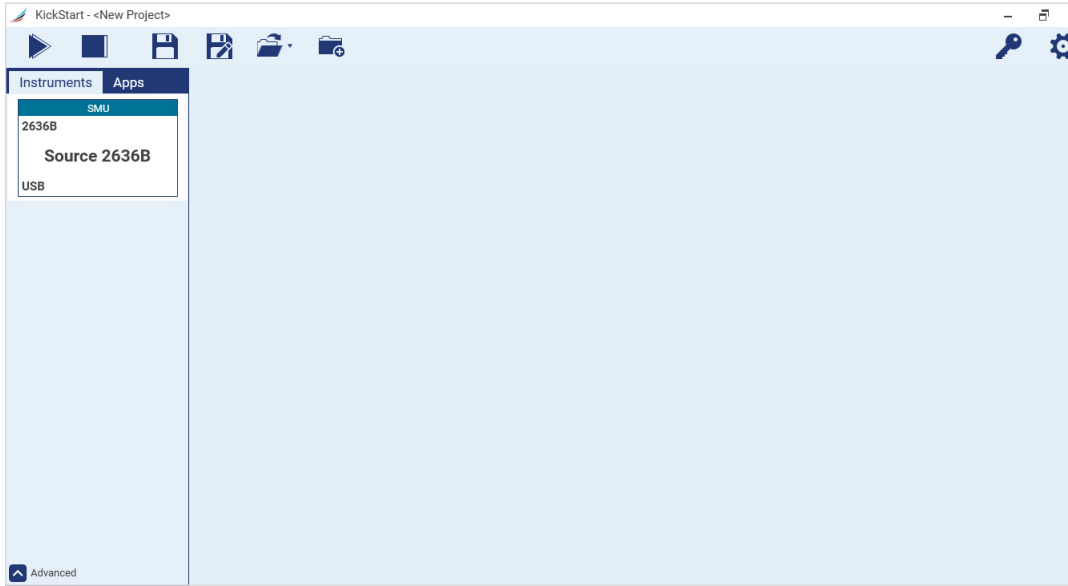 KickStart - <New Project>
Instruments Apps
SMU
2636B
Source 2636B
USB
Advanced